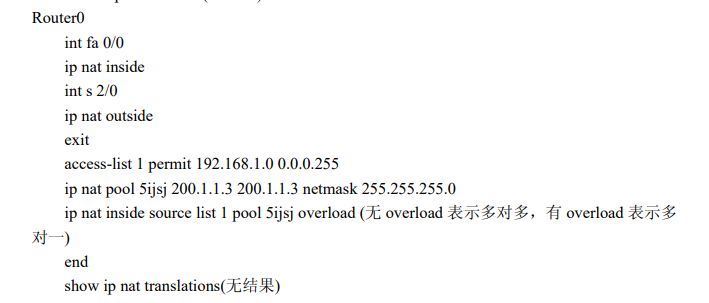 Router0
int fa 0/0
ip nat inside
int s 2/0
ip nat outside
exit
access-list 1 permit 192.168.1.0 0.0.0.255
ip nat pool 5ijsj 200.1.1.3 200.1.1.3 netmask 255.255.255.0
ip nat inside source list 1 pool 5ijsj overload (无 overload 表示多对多，有 overload 表示多
对一)
end
show ip nat translations(无结果)